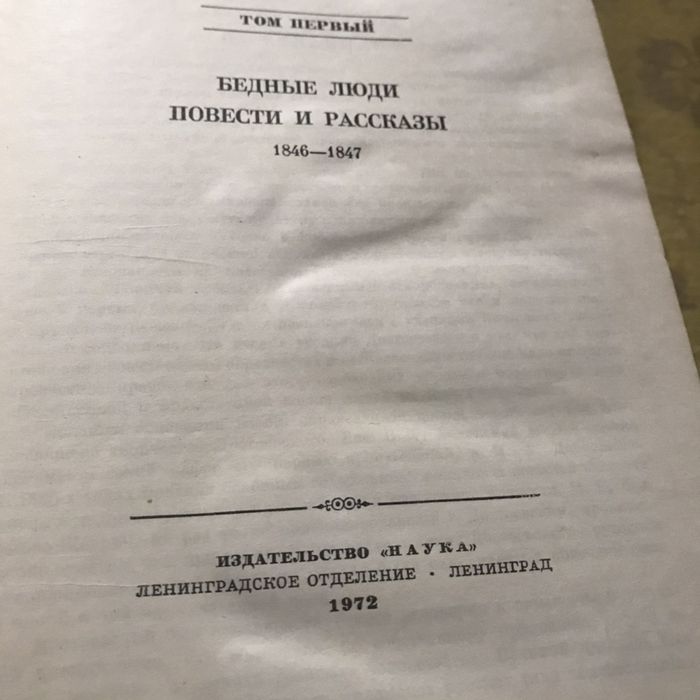 ТОМ ПЕРВЫЙ
БЕДНЫЕ ЛЮДИ
ПОВЕСТИ И РАССКАЗЫ
1846—1847
ИЗДАТЕЛЬСТВО «НАУКА»
ЛЕНИНГРАДСКОЕ ОТДЕЛЕНИЕ · ЛЕНИНГРАД
1972